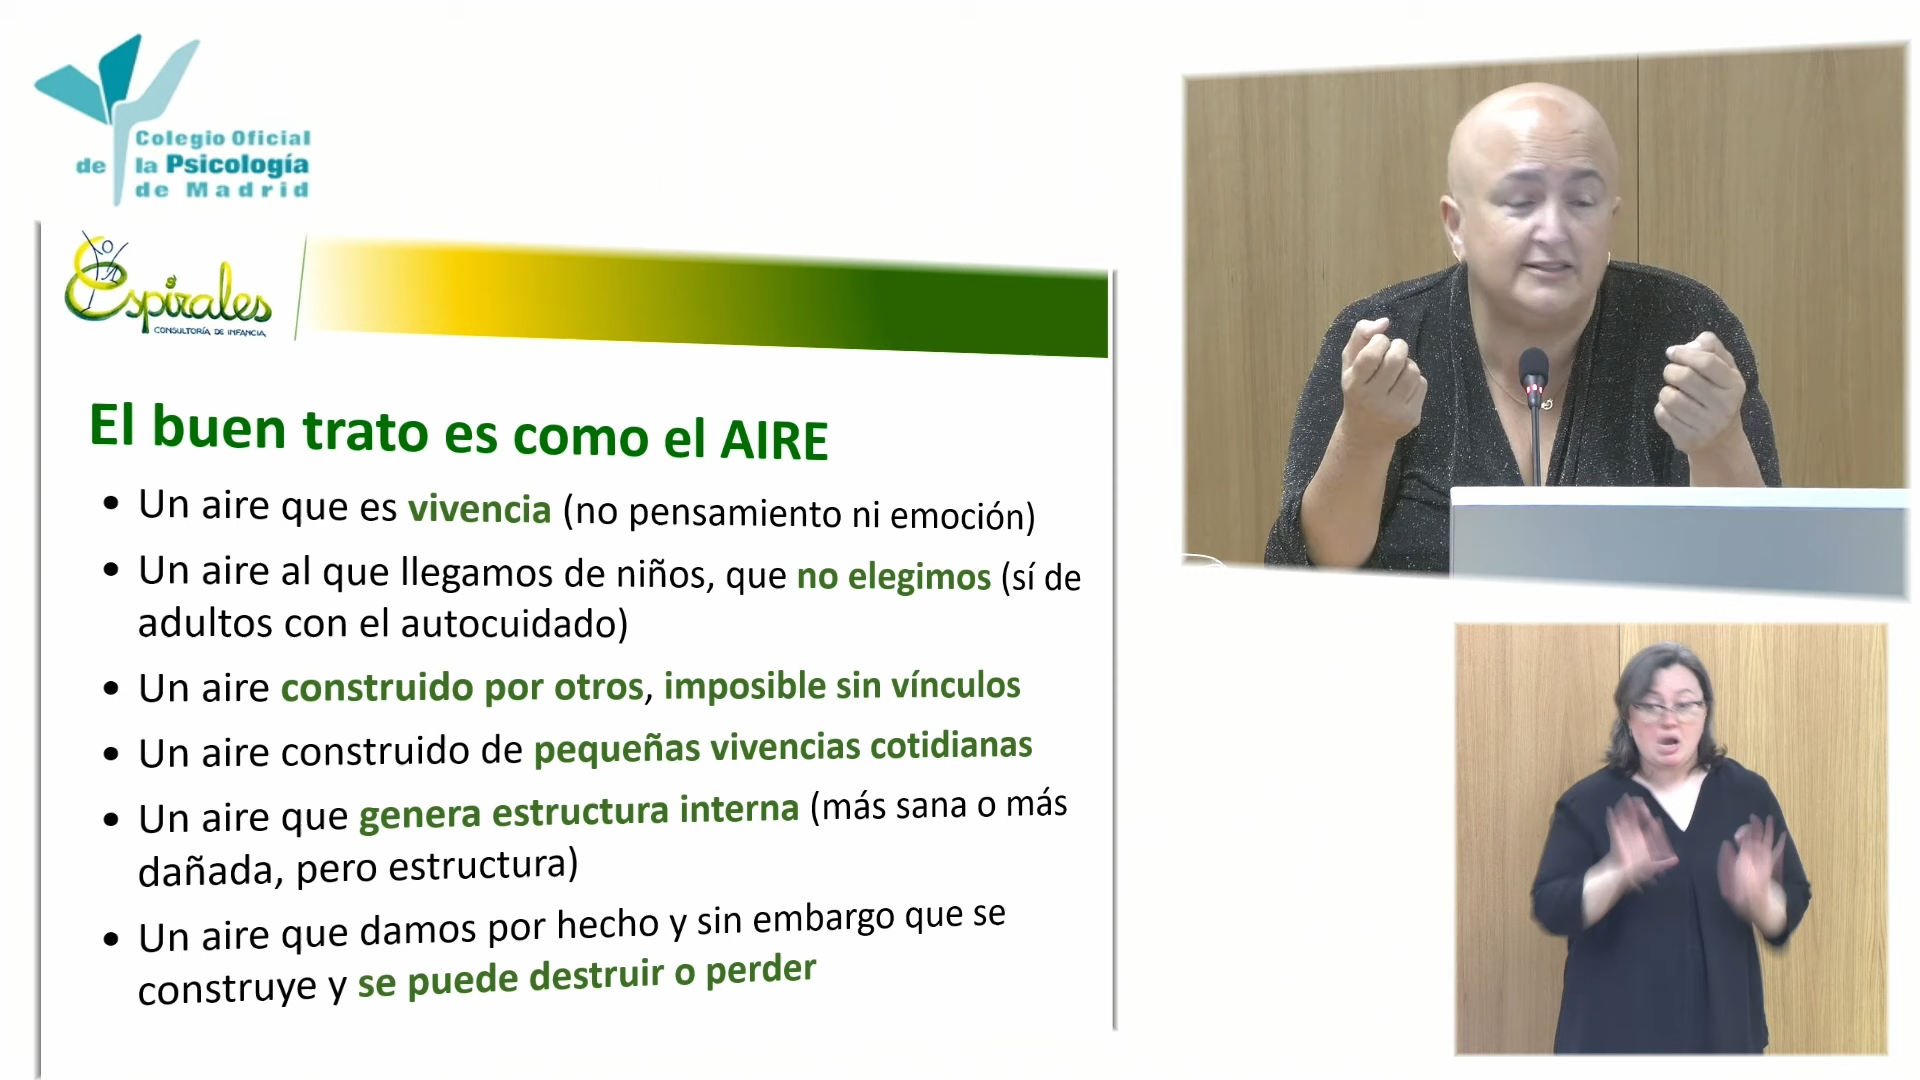 Colegio Oficial
de la Psicología
de Madrid
Espirales
CONSULTORÍA DE INFANCIA
El buen trato es como el AIRE
• Un aire que es vivencia (no pensamiento ni emoción)
• Un aire al que llegamos de niños, que no elegimos (sí de
adultos con el autocuidado)
• Un aire construido por otros, imposible sin vínculos
• Un aire construido de pequeñas vivencias cotidianas
• Un aire que genera estructura interna (más sana o más
dañada, pero estructura)
• Un aire que damos por hecho y sin embargo que se
construye y se puede destruir o perder